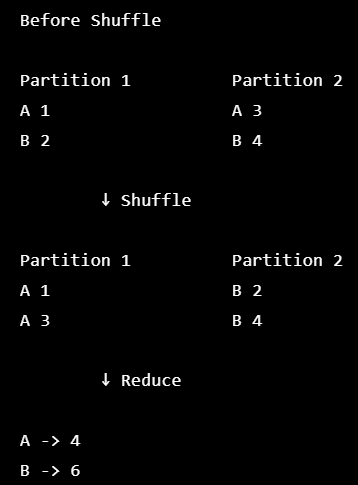 Before Shuffle
Partition 1 Partition 2
A 1 A 3
B 2 B 4
↓ Shuffle
Partition 1 Partition 2
A 1 B 2
A 3 B 4
↓ Reduce
A -> 4
B -> 6